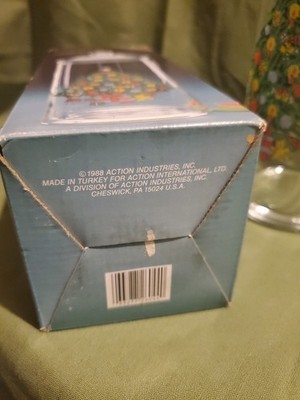 © 1988 ACTION INDUSTRIES, INC.
MADE IN TURKEY FOR ACTION INTERNATIONAL, LTD.
A DIVISION OF ACTION INDUSTRIES, INC.
CHESWICK, PA 15024 U.S.A.